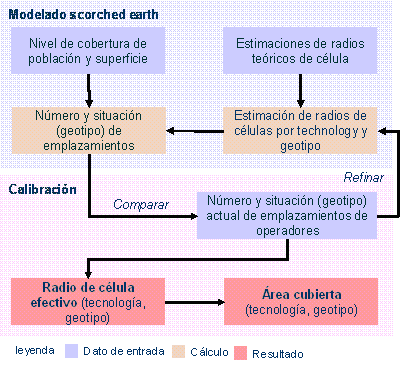 Modelado scorched earth
Nivel de cobertura de
población y superficie
Estimaciones de radios
teóricos de célula
Número y situación
(geotipo) de
emplazamientos
Estimación de radios de
células por technology y
geotipo
Refinar
Calibración
Comparar
Número y situación (geotipo)
actual de emplazamientos de
operadores
Radio de célula
efectivo (tecnología,
geotipo)
Área cubierta
(tecnología, geotipo)
leyenda
Dato de entrada
Cálculo
Resultado